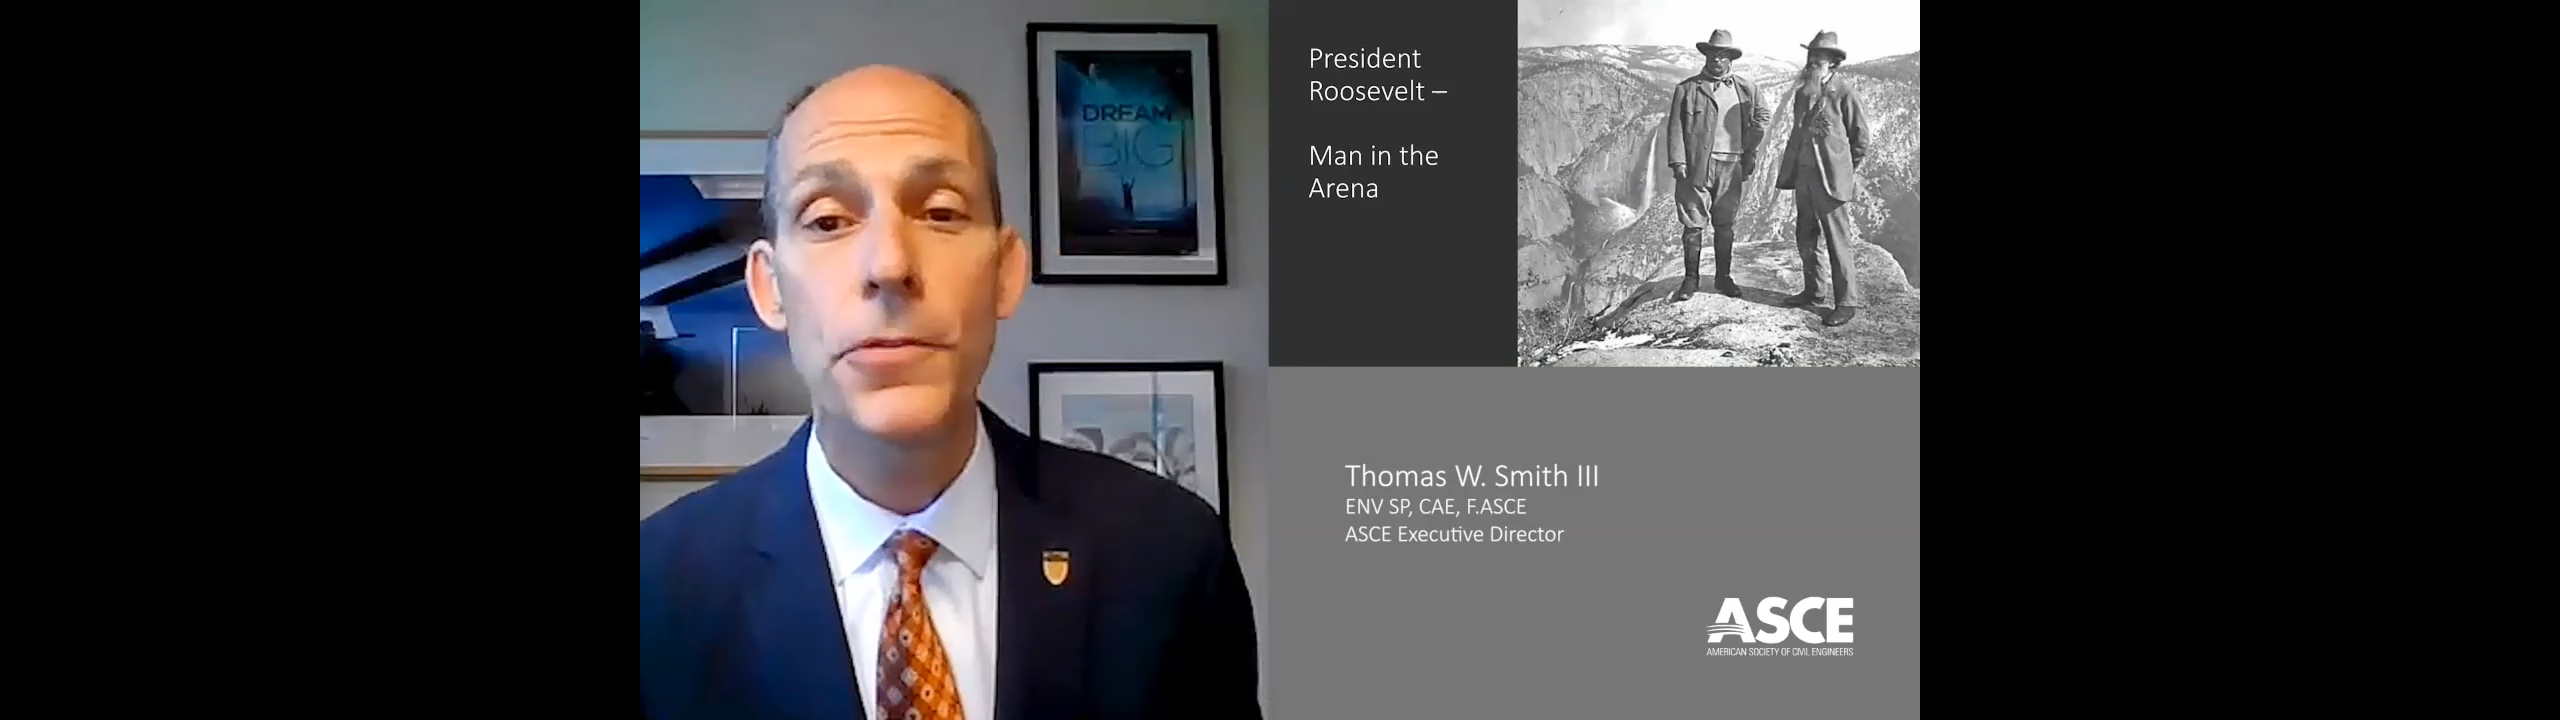 DREAM
BIG
President
Roosevelt –
Man in the
Arena
Thomas W. Smith III
ENV SP, CAE, F.ASCE
ASCE Executive Director
ASCE
AMERICAN SOCIETY OF CIVIL ENGINEERS